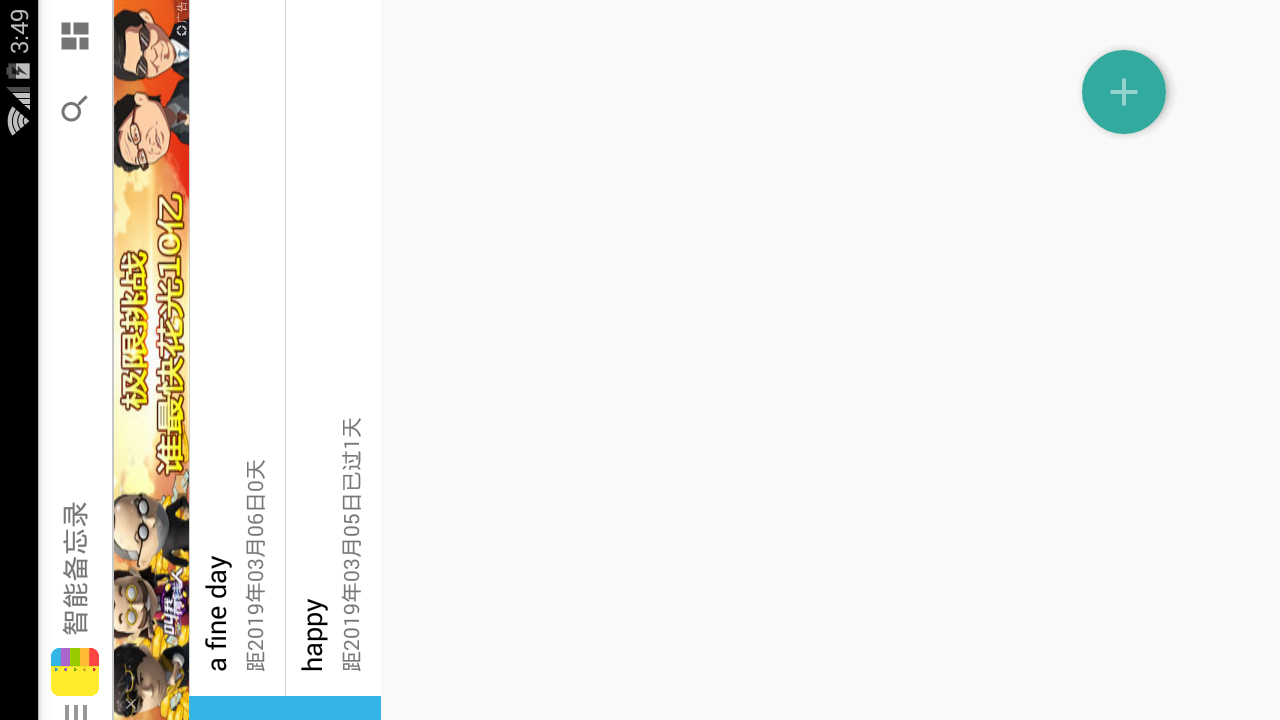 3:49
智能备忘录
广告
极限挑战
谁最快花光10亿
a fine day
距2019年03月06日0天
happy
距2019年03月05日已过1天